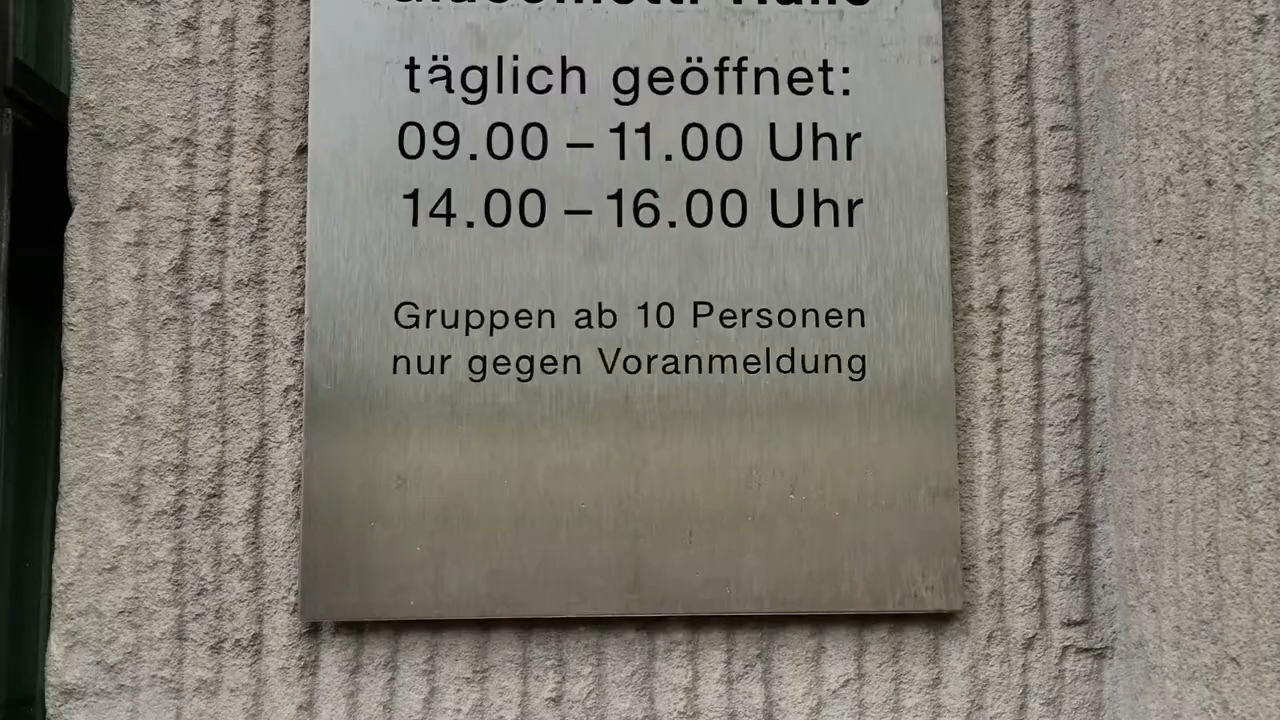 täglich geöffnet:
09.00 – 11.00 Uhr
14.00 – 16.00 Uhr
Gruppen ab 10 Personen
nur gegen Voranmeldung